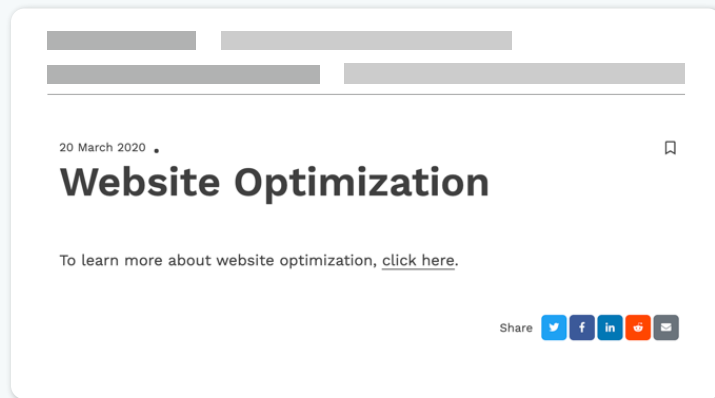 20 March 2020 •
Website Optimization
To learn more about website optimization, click here.
Share